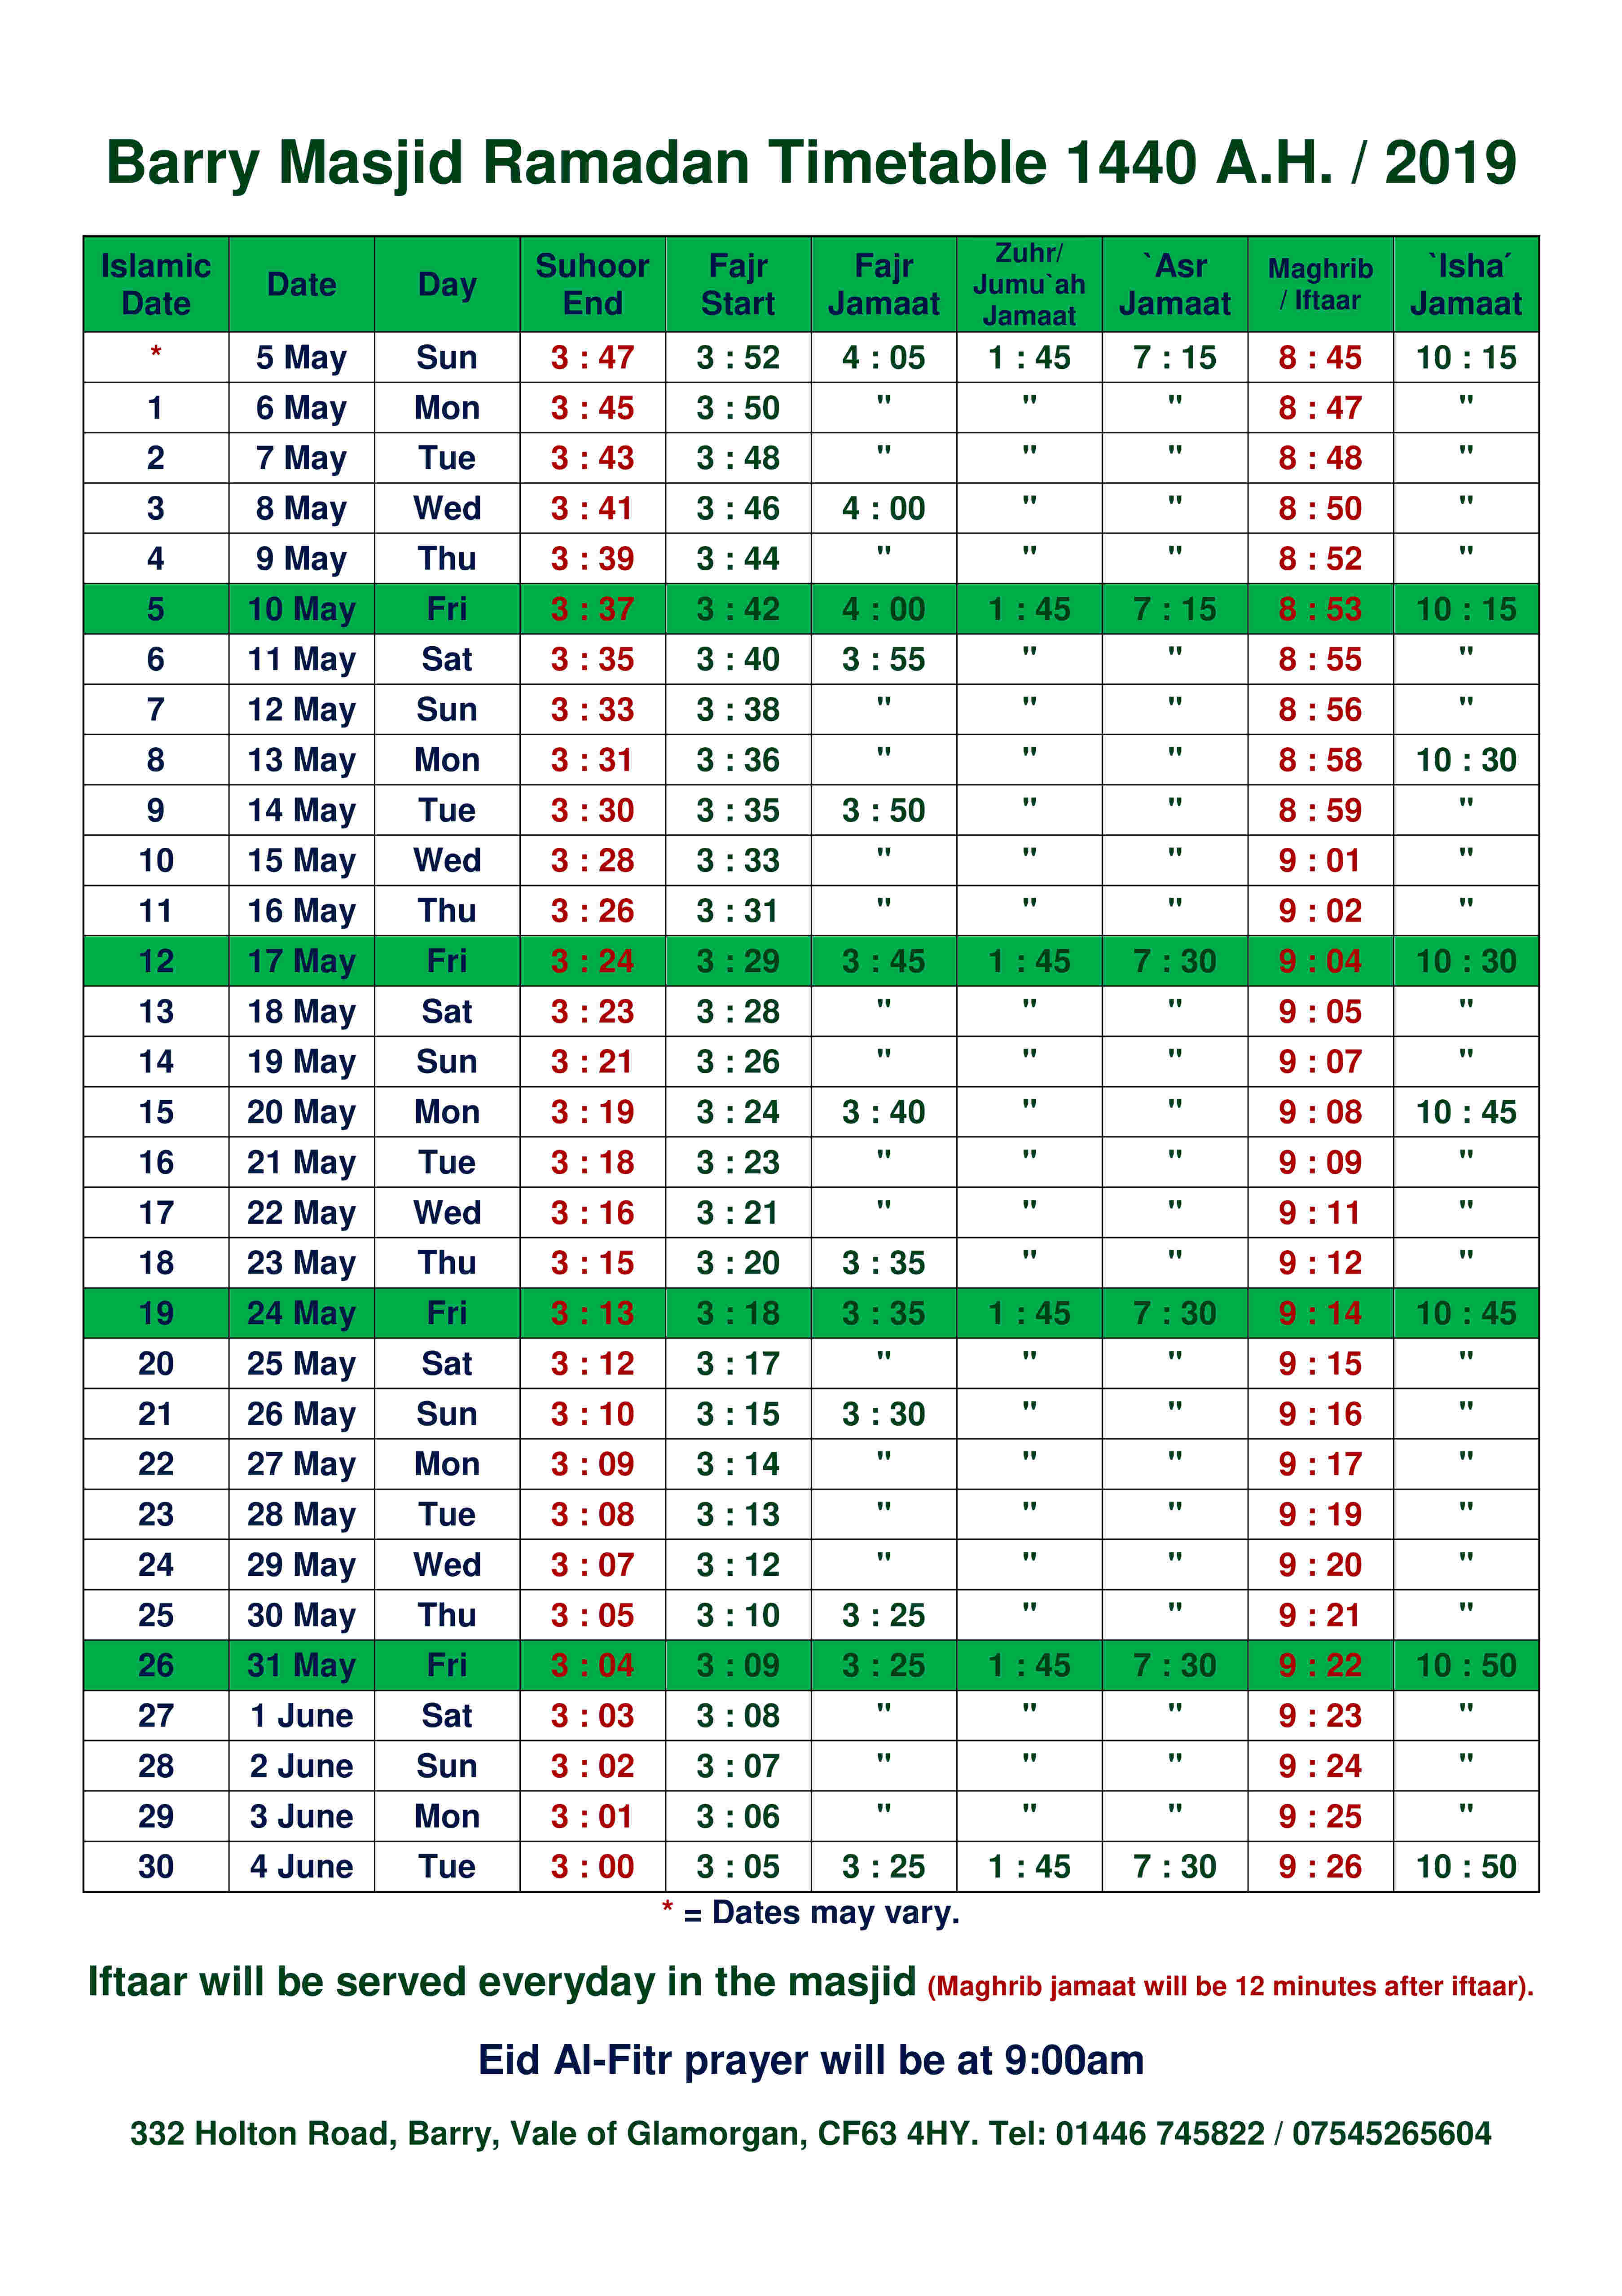 Barry Masjid Ramadan Timetable 1440 A.H. / 2019
Islamic Date Date Day Suhoor End Fajr Start Fajr Jamaat Zuhr/ Jumu`ah Jamaat `Asr Jamaat Maghrib / Iftaar `Isha´ Jamaat
* 5 May Sun 3 : 47 3 : 52 4 : 05 1 : 45 7 : 15 8 : 45 10 : 15
1 6 May Mon 3 : 45 3 : 50 " " " 8 : 47 "
2 7 May Tue 3 : 43 3 : 48 " " " 8 : 48 "
3 8 May Wed 3 : 41 3 : 46 4 : 00 " " 8 : 50 "
4 9 May Thu 3 : 39 3 : 44 " " " 8 : 52 "
5 10 May Fri 3 : 37 3 : 42 4 : 00 1 : 45 7 : 15 8 : 53 10 : 15
6 11 May Sat 3 : 35 3 : 40 3 : 55 " " 8 : 55 "
7 12 May Sun 3 : 33 3 : 38 " " " 8 : 56 "
8 13 May Mon 3 : 31 3 : 36 " " " 8 : 58 10 : 30
9 14 May Tue 3 : 30 3 : 35 3 : 50 " " 8 : 59 "
10 15 May Wed 3 : 28 3 : 33 " " " 9 : 01 "
11 16 May Thu 3 : 26 3 : 31 " " " 9 : 02 "
12 17 May Fri 3 : 24 3 : 29 3 : 45 1 : 45 7 : 30 9 : 04 10 : 30
13 18 May Sat 3 : 23 3 : 28 " " " 9 : 05 "
14 19 May Sun 3 : 21 3 : 26 " " " 9 : 07 "
15 20 May Mon 3 : 19 3 : 24 3 : 40 " " 9 : 08 10 : 45
16 21 May Tue 3 : 18 3 : 23 " " " 9 : 09 "
17 22 May Wed 3 : 16 3 : 21 " " " 9 : 11 "
18 23 May Thu 3 : 15 3 : 20 3 : 35 " " 9 : 12 "
19 24 May Fri 3 : 13 3 : 18 3 : 35 1 : 45 7 : 30 9 : 14 10 : 45
20 25 May Sat 3 : 12 3 : 17 " " " 9 : 15 "
21 26 May Sun 3 : 10 3 : 15 3 : 30 " " 9 : 16 "
22 27 May Mon 3 : 09 3 : 14 " " " 9 : 17 "
23 28 May Tue 3 : 08 3 : 13 " " " 9 : 19 "
24 29 May Wed 3 : 07 3 : 12 " " " 9 : 20 "
25 30 May Thu 3 : 05 3 : 10 3 : 25 " " 9 : 21 "
26 31 May Fri 3 : 04 3 : 09 3 : 25 1 : 45 7 : 30 9 : 22 10 : 50
27 1 June Sat 3 : 03 3 : 08 " " " 9 : 23 "
28 2 June Sun 3 : 02 3 : 07 " " " 9 : 24 "
29 3 June Mon 3 : 01 3 : 06 " " " 9 : 25 "
30 4 June Tue 3 : 00 3 : 05 3 : 25 1 : 45 7 : 30 9 : 26 10 : 50
* = Dates may vary.
Iftaar will be served everyday in the masjid (Maghrib jamaat will be 12 minutes after iftaar).
Eid Al-Fitr prayer will be at 9:00am
332 Holton Road, Barry, Vale of Glamorgan, CF63 4HY. Tel: 01446 745822 / 07545265604